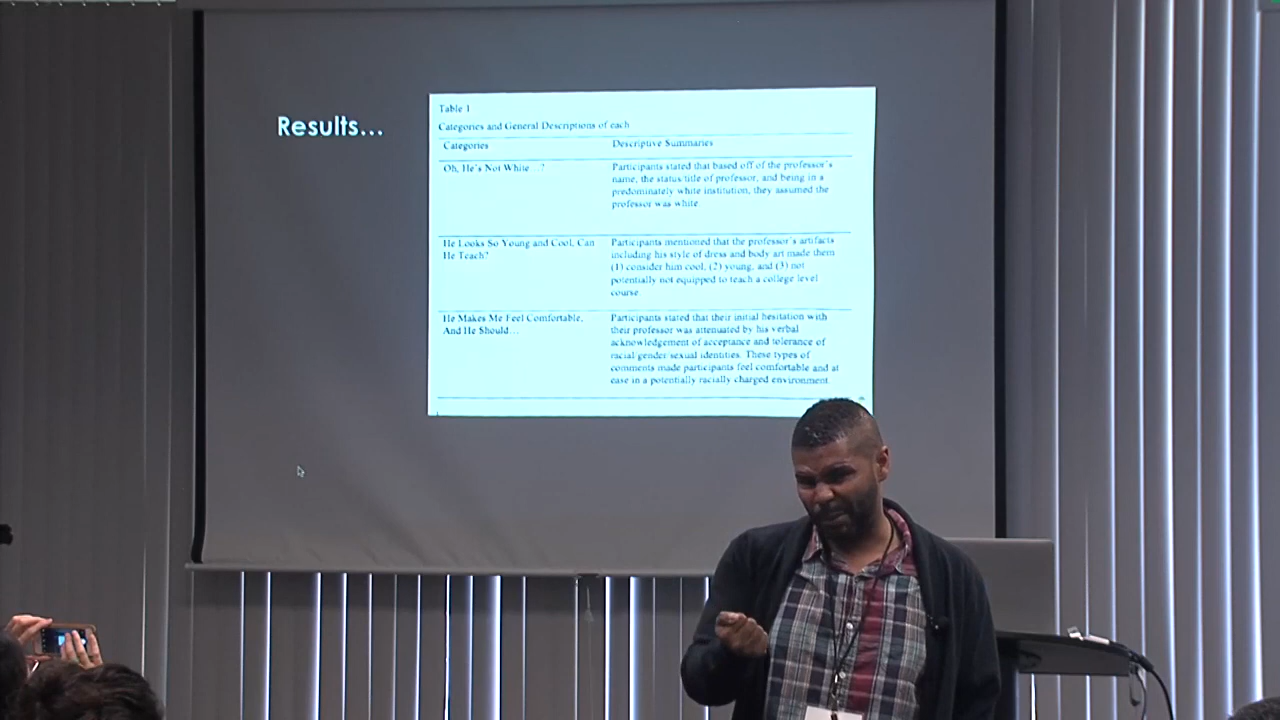 Results...
Table 1
Categories and General Descriptions of each
Categories
Descriptive Summaries
Oh, He's Not White...?
Participants stated that based off of the professor's
name, the status/title of professor, and being in a
predominately white institution, they assumed the
professor was white.
He Looks So Young and Cool, Can
He Teach?
Participants mentioned that the professor's artifacts
including his style of dress and body art made them
(1) consider him cool, (2) young, and (3) not
potentially not equipped to teach a college level
course.
He Makes Me Feel Comfortable,
And He Should...
Participants stated that their initial hesitation with
their professor was attenuated by his verbal
acknowledgement of acceptance and tolerance of
racial/gender/sexual identities. These types of
comments made participants feel comfortable and at
ease in a potentially racially charged environment.